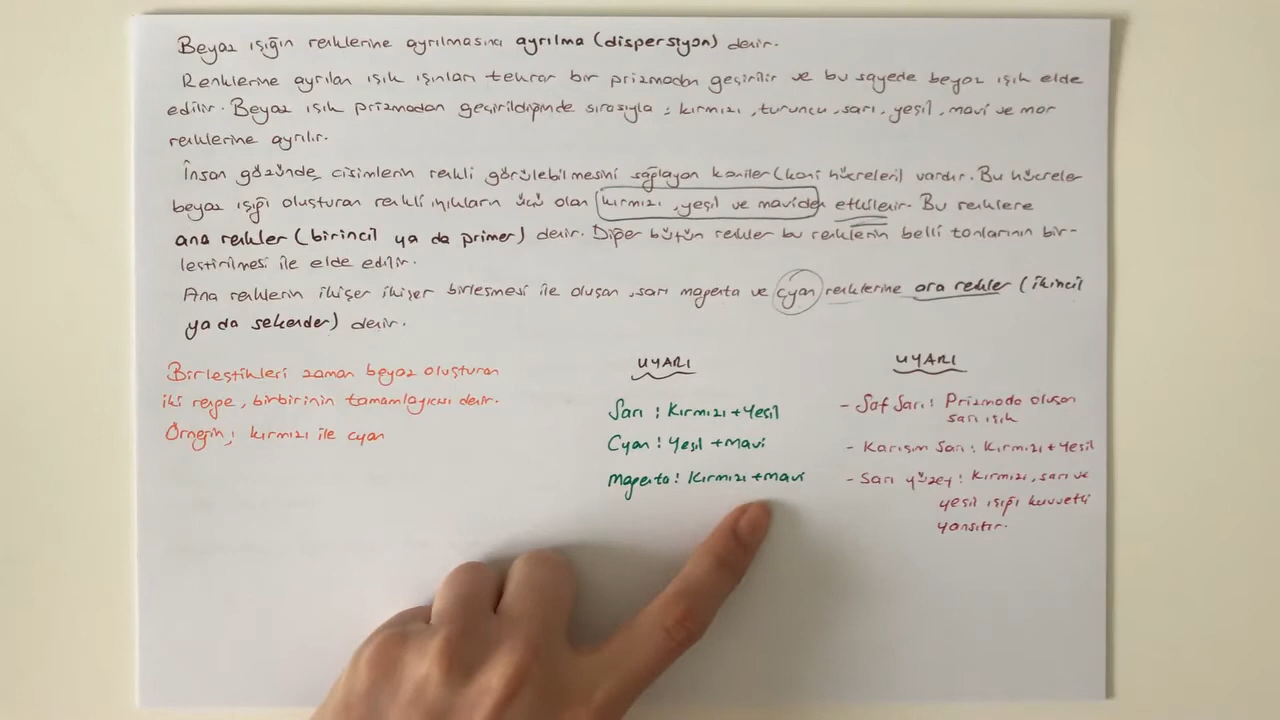 Beyaz ışığın renklerine ayrılmasına ayrılma (dispersiyon) denir.
Renklerine ayrılan ışık ışınları tekrar bir prizmadan geçirilir ve bu sayede beyaz ışık elde
edilir. Beyaz ışık prizmadan geçirildiğinde sırasıyla : kırmızı, turuncu, sarı, yeşil, mavi ve mor
renklerine ayrılır.
İnsan gözünde, cisimlerin renkli görülebilmesini sağlayan koniler (koni hücreleri) vardır. Bu hücreler
beyaz ışığı oluşturan renkli ışıkların üçü olan kırmızı, yeşil ve maviden etkilenir. Bu renklere
ana renkler (birincil ya da primer) denir. Diğer bütün renkler bu renklerin belli tonlarının bir-
leştirilmesi ile elde edilir.
Ana renklerin ikişer ikişer birleşmesi ile oluşan, sarı magenta ve cyan renklerine ara renkler (ikincil
ya da sekonder) denir.
Birleştikleri zaman beyaz oluşturan
iki renge, birbirinin tamamlayıcısı denir.
Örneğin; kırmızı ile cyan
UYARI
Sarı : Kırmızı + Yeşil
Cyan : Yeşil + mavi
magenta : Kırmızı + mavi
UYARI
- Saf Sarı : Prizmada oluşan
sarı ışık
- Karışım Sarı : Kırmızı + Yeşil
- Sarı yüzey : Kırmızı, sarı ve
yeşil ışığı kuvvetli
yansıtır.